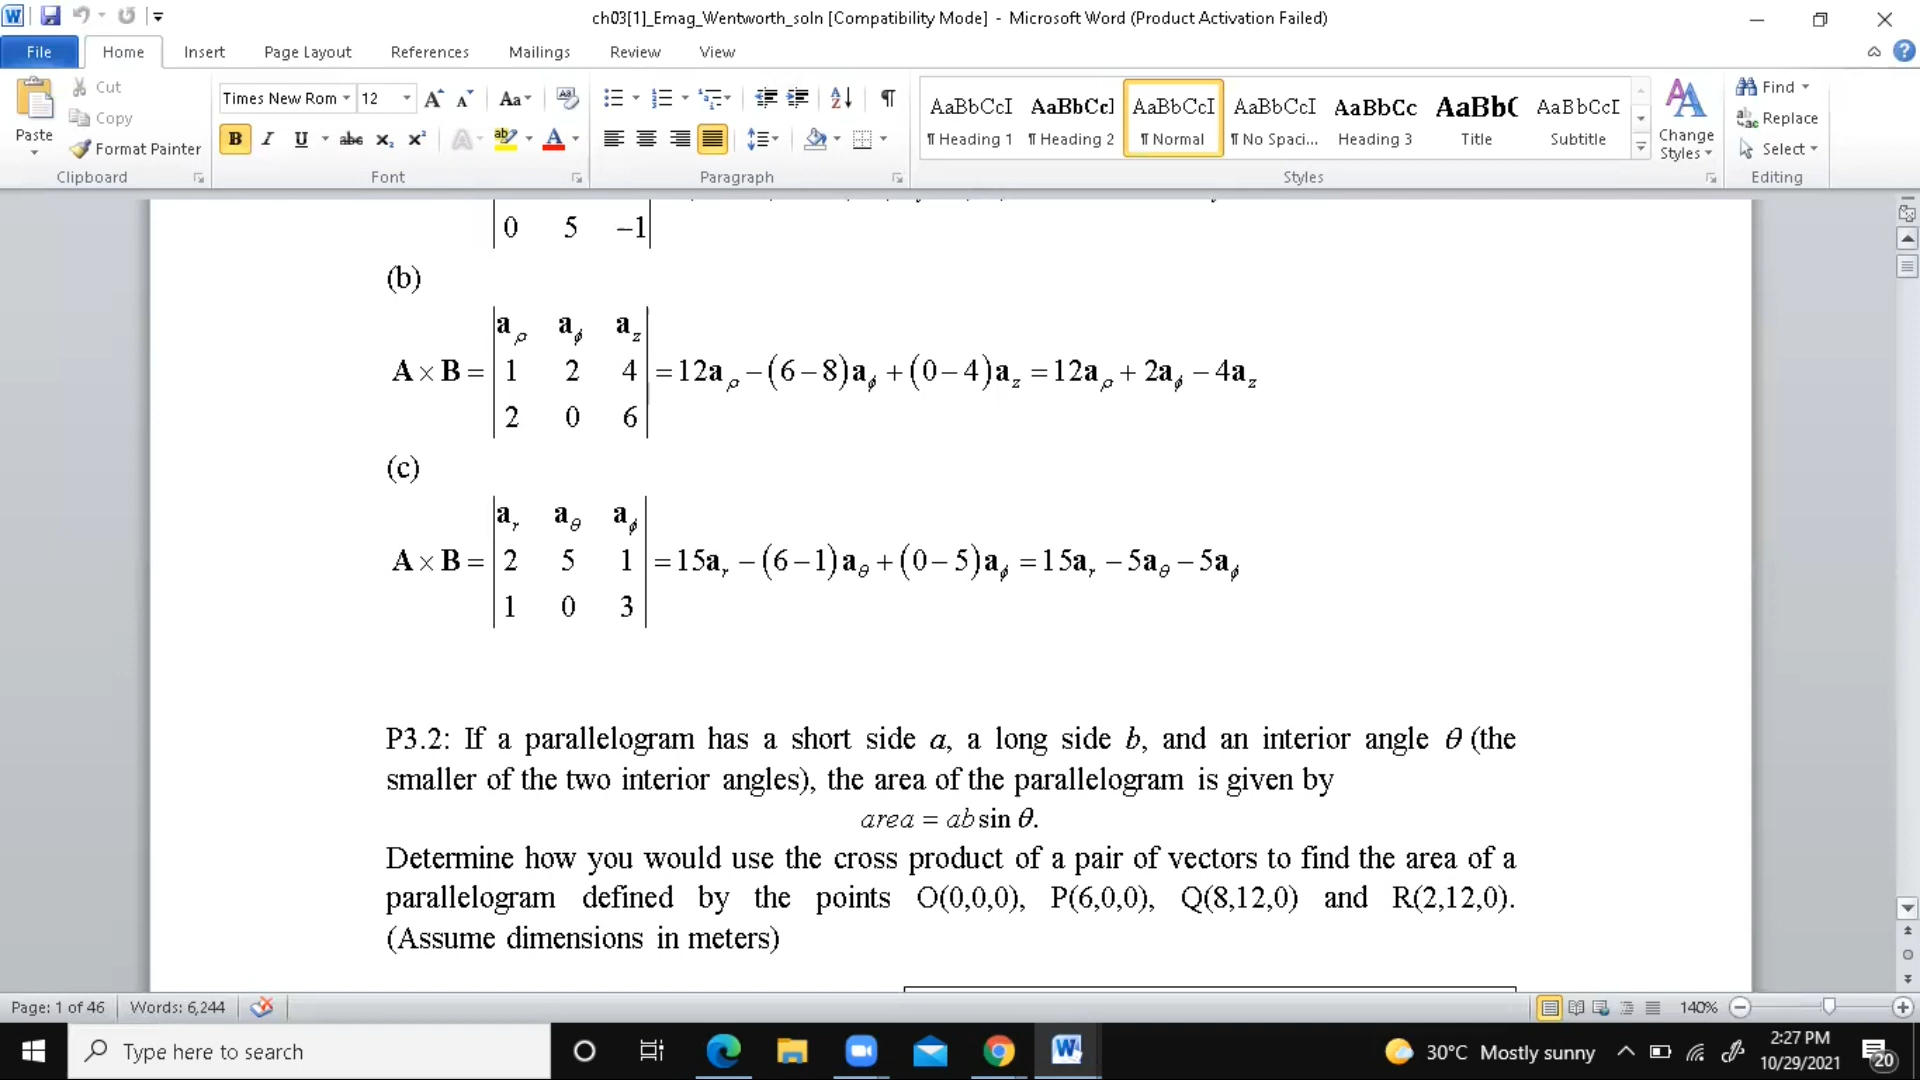 ch03[1]_Emag_Wentworth_soln [Compatibility Mode] - Microsoft Word (Product Activation Failed)
File Home Insert Page Layout References Mailings Review View
Cut
Copy
Format Painter
Paste
Clipboard
Times New Rom 12
B I U abc x₂ x²
Font
Paragraph
AaBbCcI AaBbCcI AaBbCcI AaBbCcI AaBbCc AaBb( AaBbCcI
¶ Heading 1 ¶ Heading 2 ¶ Normal ¶ No Spaci... Heading 3 Title Subtitle
Change Styles
Styles
Find
Replace
Select
Editing
0 5 −1
(b)
A × B = | a_ρ a_ϕ a_z |
| 1 2 4 | = 12a_ρ − (6 − 8)a_ϕ + (0 − 4)a_z = 12a_ρ + 2a_ϕ − 4a_z
| 2 0 6 |
(c)
A × B = | a_r a_θ a_ϕ |
| 2 5 1 | = 15a_r − (6 − 1)a_θ + (0 − 5)a_ϕ = 15a_r − 5a_θ − 5a_ϕ
| 1 0 3 |
P3.2: If a parallelogram has a short side a, a long side b, and an interior angle θ (the
smaller of the two interior angles), the area of the parallelogram is given by
area = ab sin θ.
Determine how you would use the cross product of a pair of vectors to find the area of a
parallelogram defined by the points O(0,0,0), P(6,0,0), Q(8,12,0) and R(2,12,0).
(Assume dimensions in meters)
Page: 1 of 46 Words: 6,244 140%
Type here to search
30°C Mostly sunny
2:27 PM
10/29/2021
20